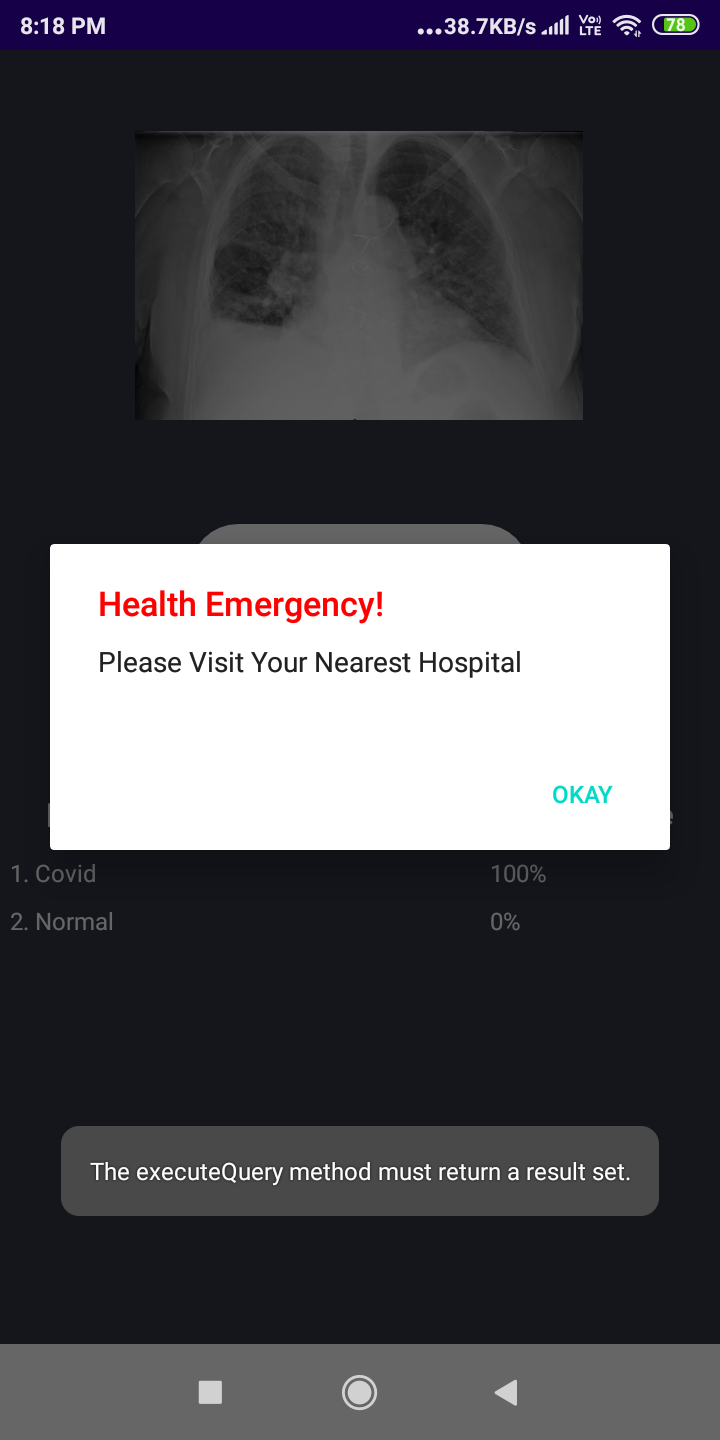 8:18 PM
...38.7KB/s Vo)) LTE 78
Health Emergency!
Please Visit Your Nearest Hospital
OKAY
1. Covid 100%
2. Normal 0%
The executeQuery method must return a result set.